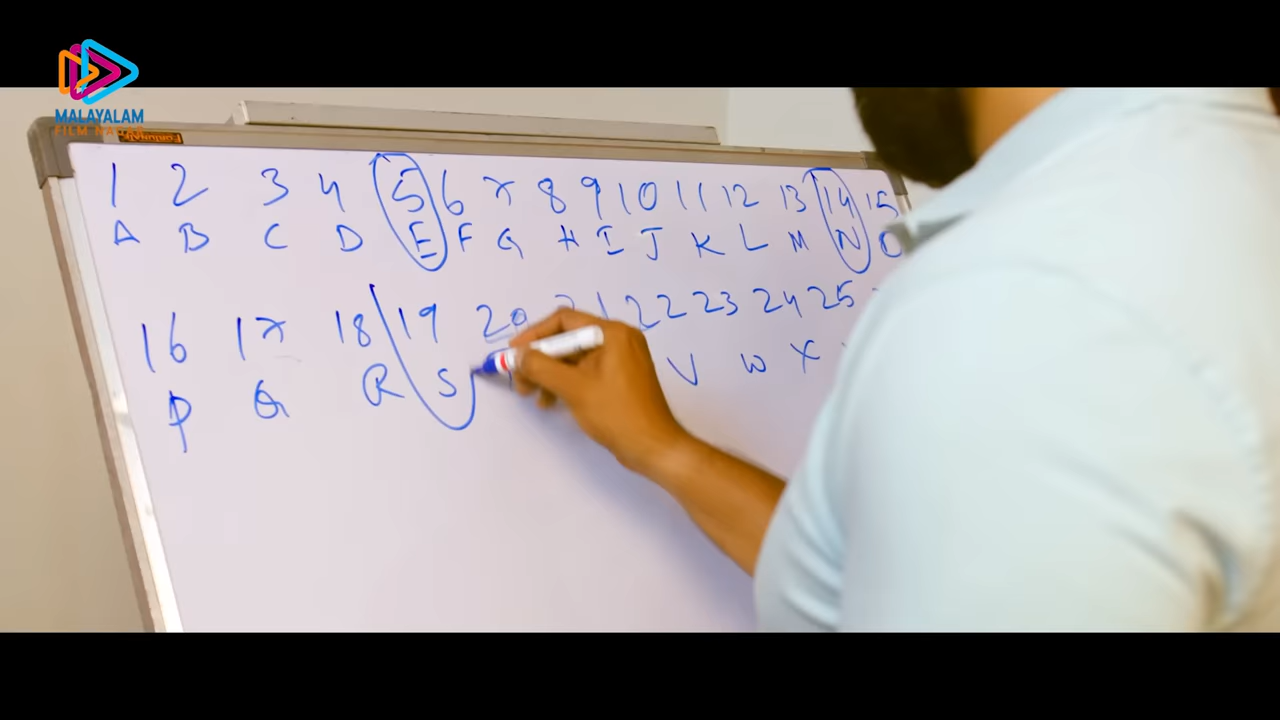 MALAYALAM
FILM NAGAR
1 2 3 4 5 6 7 8 9 10 11 12 13 14 15
A B C D E F G H I J K L M N O
16 17 18 19 20 21 22 23 24 25
P Q R S V W X